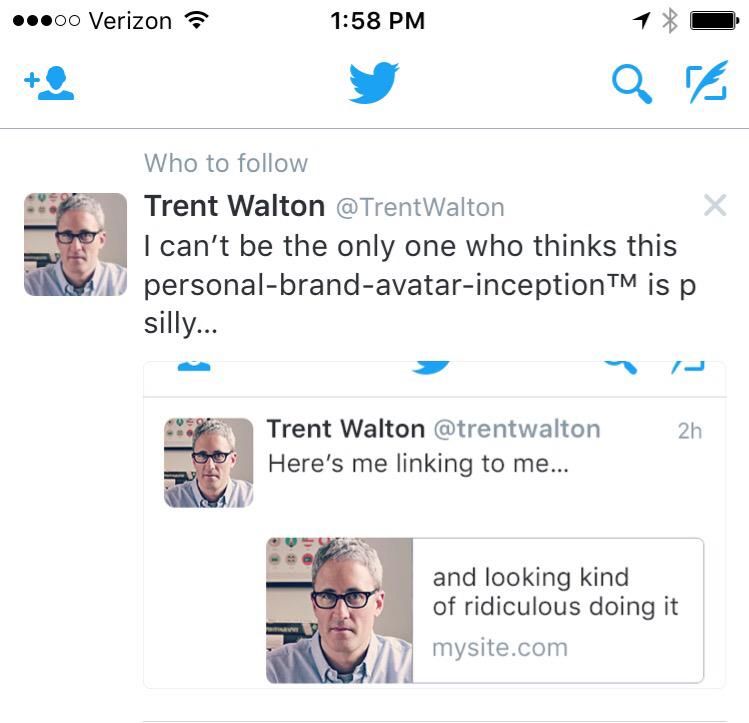 Verizon 1:58 PM
Who to follow
Trent Walton @TrentWalton
I can’t be the only one who thinks this
personal-brand-avatar-inception™ is p
silly...
Trent Walton @trentwalton 2h
Here’s me linking to me...
and looking kind
of ridiculous doing it
mysite.com